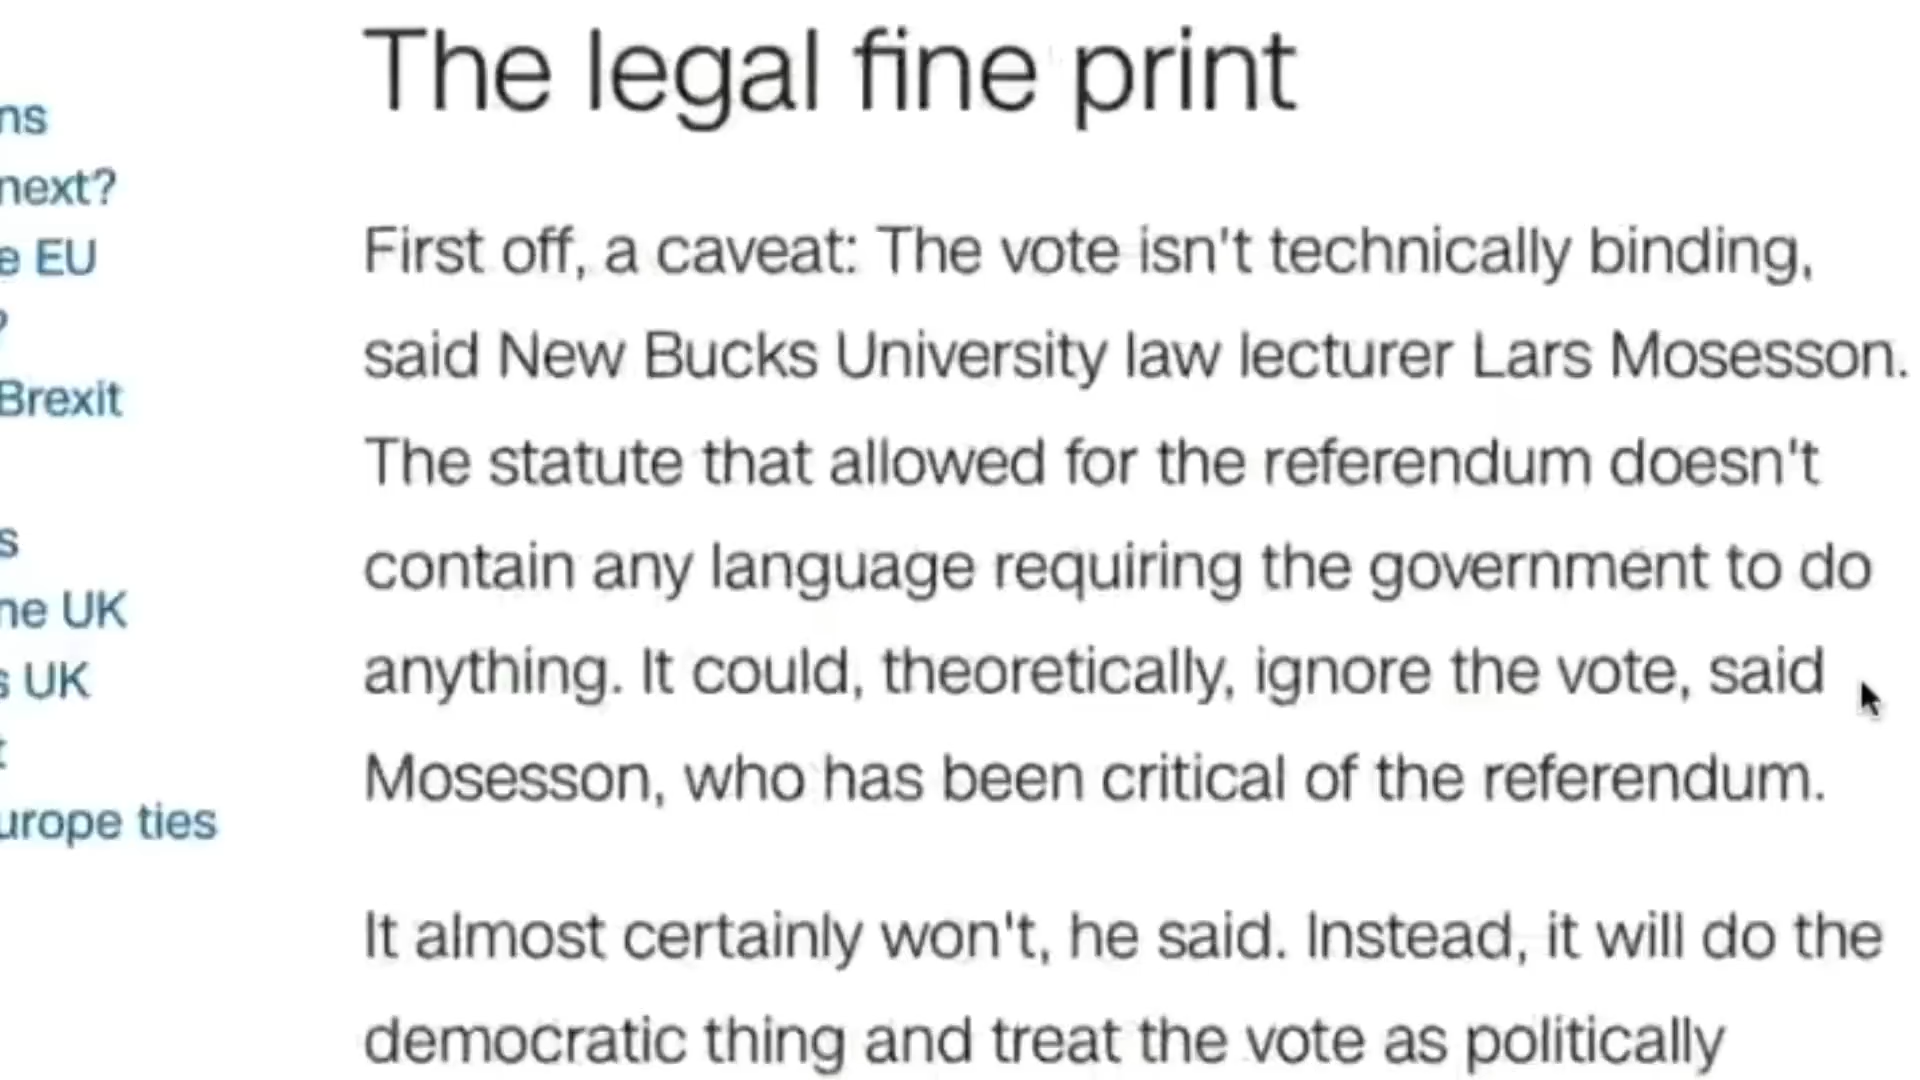 The legal fine print
ns
next?
e EU
?
Brexit
s
ne UK
s UK
t
urope ties
First off, a caveat: The vote isn't technically binding,
said New Bucks University law lecturer Lars Mosesson.
The statute that allowed for the referendum doesn't
contain any language requiring the government to do
anything. It could, theoretically, ignore the vote, said
Mosesson, who has been critical of the referendum.
It almost certainly won't, he said. Instead, it will do the
democratic thing and treat the vote as politically